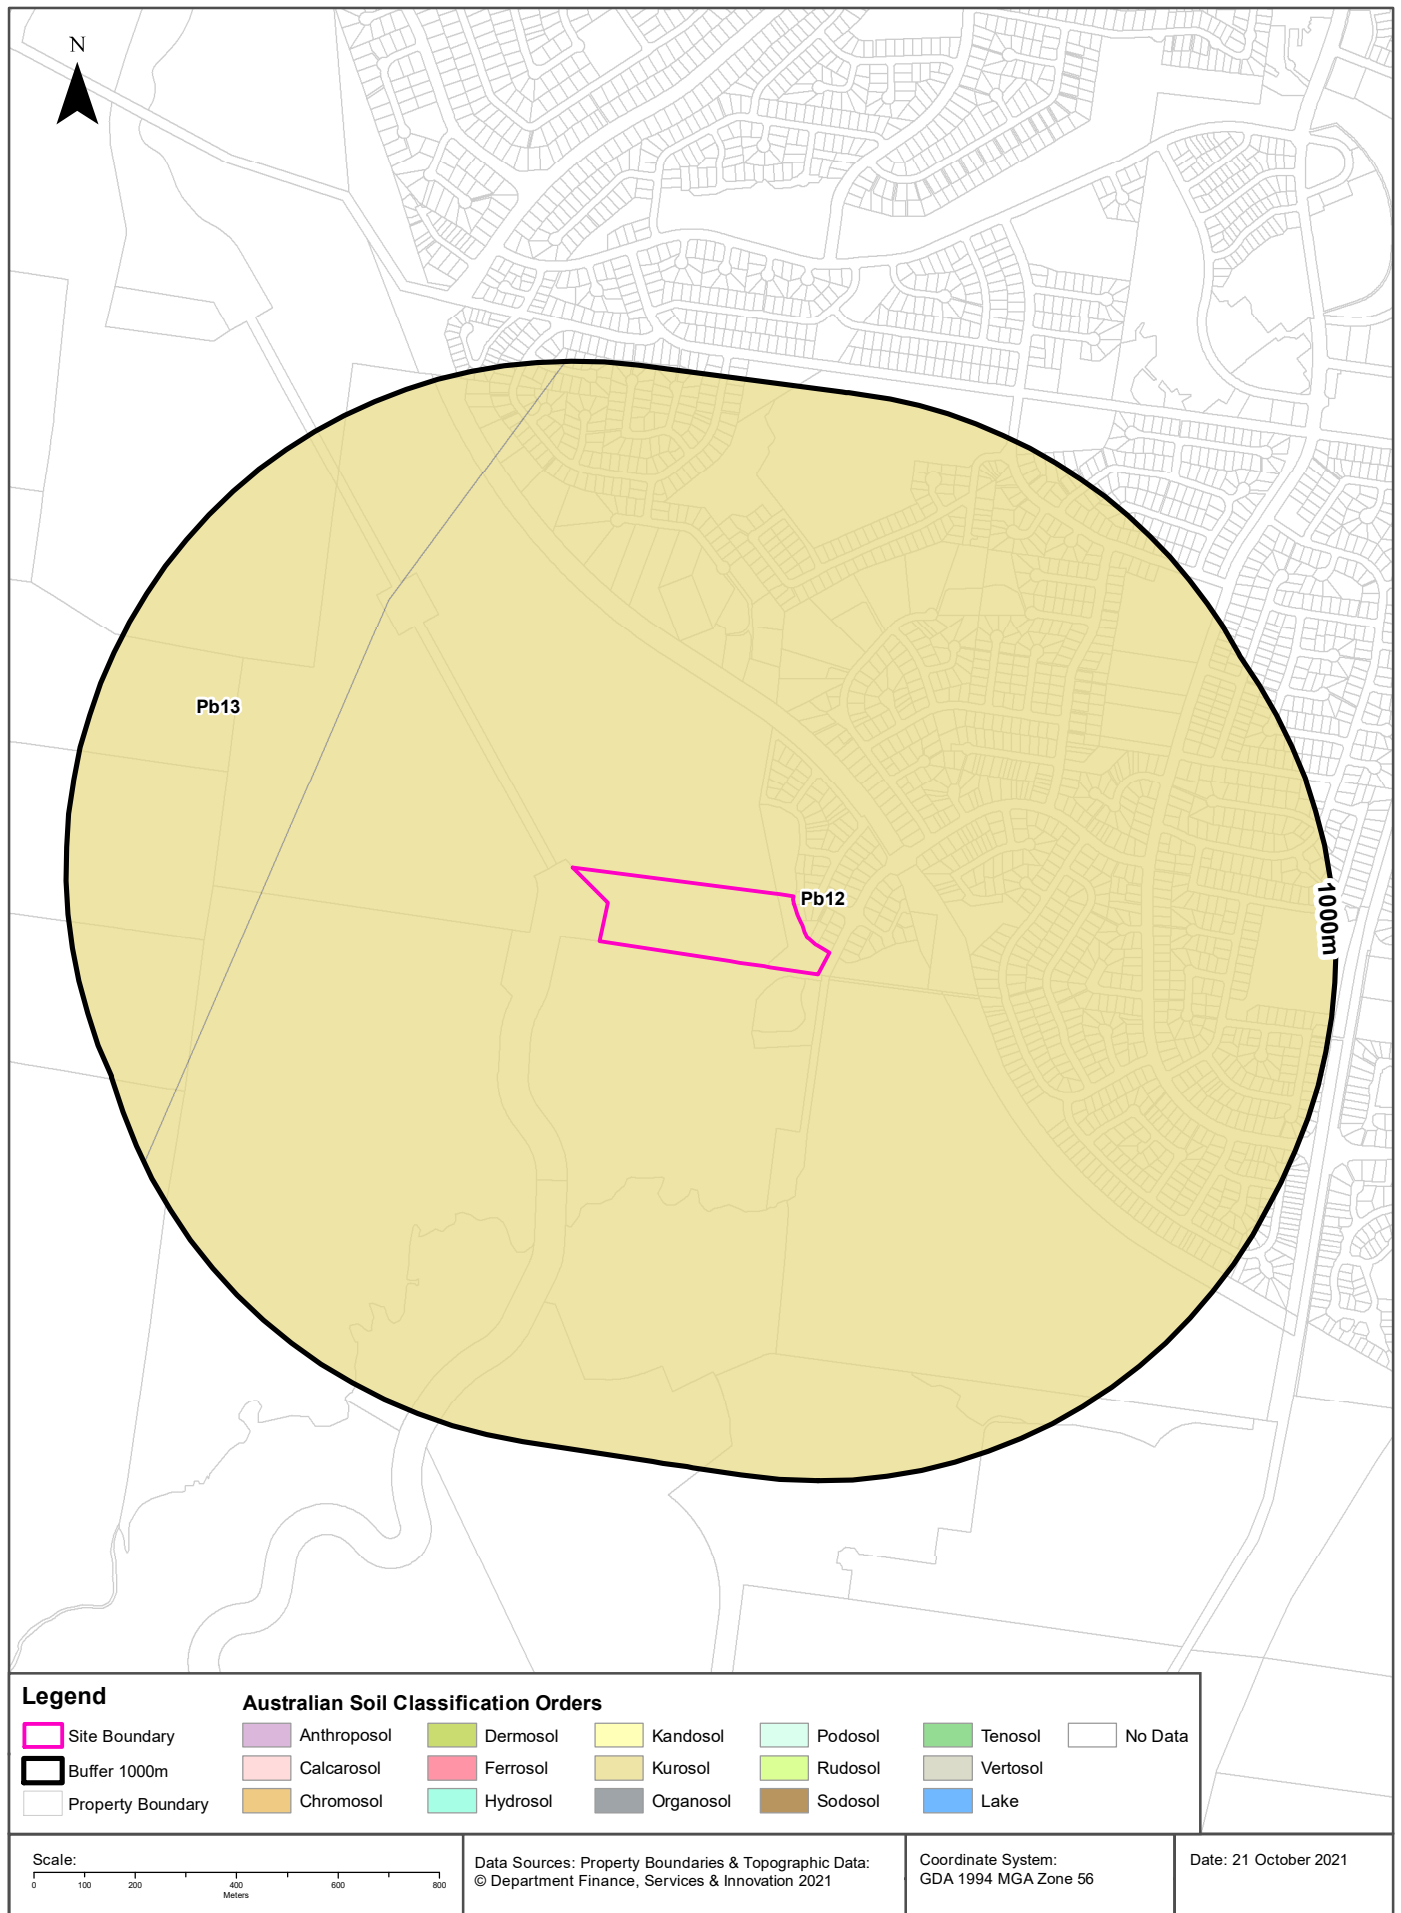 N
Pb13
Pb12
1000m
Legend
Site Boundary
Buffer 1000m
Property Boundary
Australian Soil Classification Orders
Anthroposol
Calcarosol
Chromosol
Dermosol
Ferrosol
Hydrosol
Kandosol
Kurosol
Organosol
Podosol
Rudosol
Sodosol
Tenosol
Vertosol
Lake
No Data
Scale:
0 100 200 400 600 800
Meters
Data Sources: Property Boundaries & Topographic Data:
© Department Finance, Services & Innovation 2021
Coordinate System:
GDA 1994 MGA Zone 56
Date: 21 October 2021